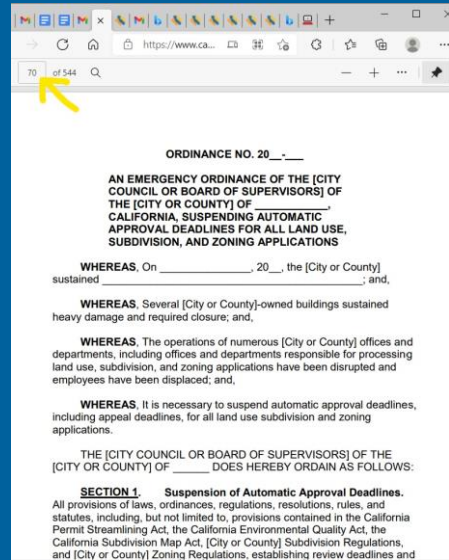 https://www.ca...
70 of 544
ORDINANCE NO. 20__-___
AN EMERGENCY ORDINANCE OF THE [CITY
COUNCIL OR BOARD OF SUPERVISORS] OF
THE [CITY OR COUNTY] OF __________,
CALIFORNIA, SUSPENDING AUTOMATIC
APPROVAL DEADLINES FOR ALL LAND USE,
SUBDIVISION, AND ZONING APPLICATIONS
WHEREAS, On ______________, 20__, the [City or County]
sustained ________________________________________; and,
WHEREAS, Several [City or County]-owned buildings sustained
heavy damage and required closure; and,
WHEREAS, The operations of numerous [City or County] offices and
departments, including offices and departments responsible for processing
land use, subdivision, and zoning applications have been disrupted and
employees have been displaced; and,
WHEREAS, It is necessary to suspend automatic approval deadlines,
including appeal deadlines, for all land use subdivision and zoning
applications.
THE [CITY COUNCIL OR BOARD OF SUPERVISORS] OF THE
[CITY OR COUNTY] OF ______ DOES HEREBY ORDAIN AS FOLLOWS:
SECTION 1. Suspension of Automatic Approval Deadlines.
All provisions of laws, ordinances, regulations, resolutions, rules, and
statutes, including, but not limited to, provisions contained in the California
Permit Streamlining Act, the California Environmental Quality Act, the
California Subdivision Map Act, [City or County] Subdivision Regulations,
and [City or County] Zoning Regulations, establishing review deadlines and